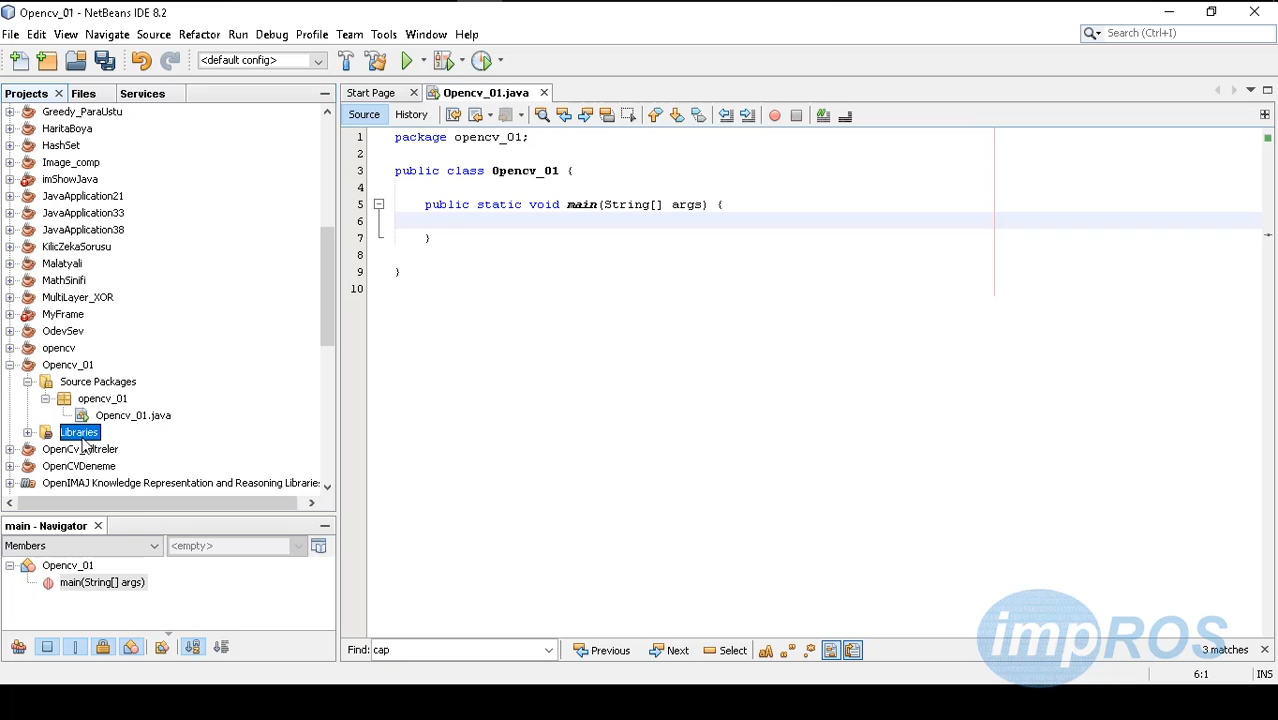 Opencv_01 - NetBeans IDE 8.2
File Edit View Navigate Source Refactor Run Debug Profile Team Tools Window Help
Search (Ctrl+I)
<default config>
Projects Files Services
Greedy_ParaUstu
HaritaBoya
HashSet
Image_comp
imShowJava
JavaApplication21
JavaApplication33
JavaApplication38
KilicZekaSorusu
Malatyali
MathSinifi
MultiLayer_XOR
MyFrame
OdevSev
opencv
Opencv_01
Source Packages
opencv_01
Opencv_01.java
Libraries
OpenCVDeneme
OpenIMAJ Knowledge Representation and Reasoning Libraries
Start Page Opencv_01.java
Source History
1 package opencv_01;
2
3 public class Opencv_01 {
4
5 public static void main(String[] args) {
6
7 }
8
9 }
10
main - Navigator
Members <empty>
Opencv_01
main(String[] args)
Find: cap Previous Next Select 3 matches
6:1 INS
impROS